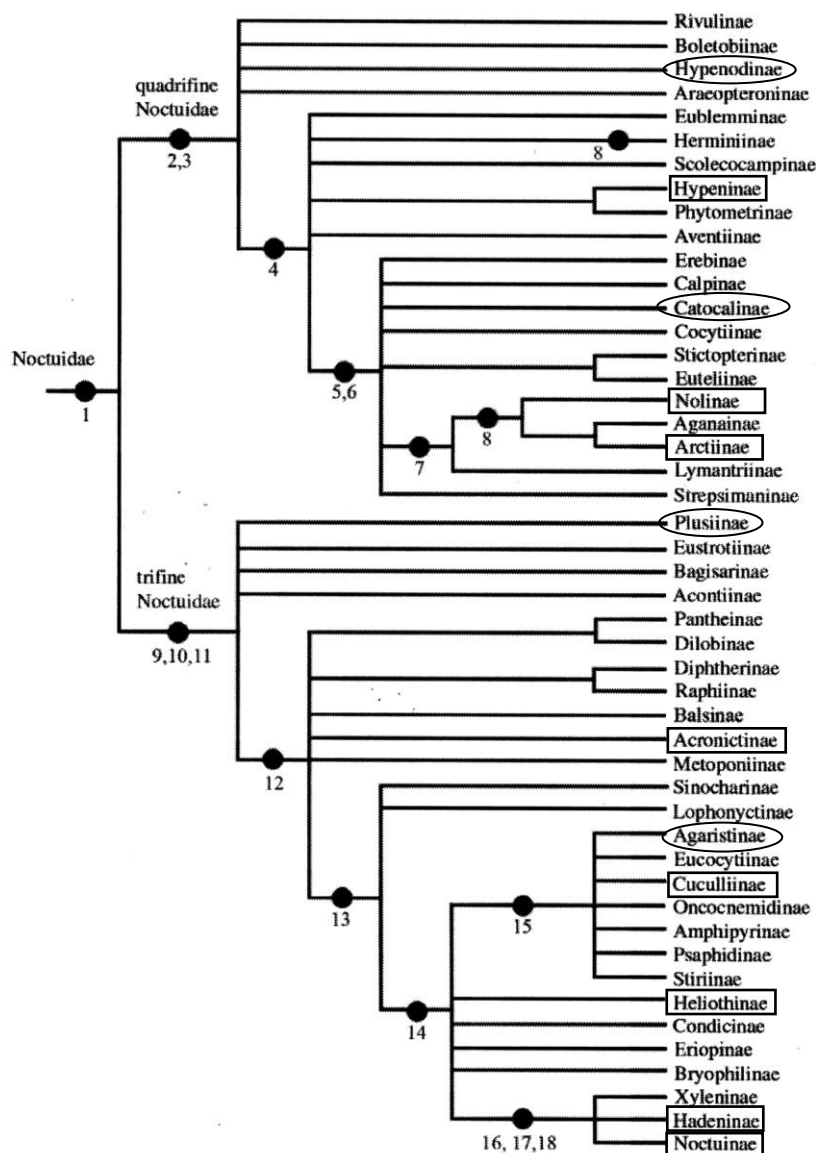 Rivulinae
Boletobiinae
Hypenodinae
quadrifine
Noctuidae
Araeopteroninae
Eublemminae
2,3
8
Herminiinae
Scolecocampinae
Hypeninae
Phytometrinae
Aventiinae
4
Erebinae
Calpinae
Catocalinae
Cocytiinae
Noctuidae
Stictopterinae
5,6
Euteliinae
1
Nolinae
8
Aganainae
Arctiinae
7
Lymantriinae
Strepsimaninae
Plusiinae
Eustrotiinae
trifine
Noctuidae
Bagisarinae
Acontiinae
Pantheinae
9,10,11
Dilobinae
Diphtherinae
Raphiinae
Balsinae
Acronictinae
12
Metoponiinae
Sinocharinae
Lophonyctinae
Agaristinae
Eucocytiinae
Cuculliinae
13
15
Oncocnemidinae
Amphipyrinae
Psaphidinae
Stiriinae
Heliothinae
14
Condicinae
Eriopinae
Bryophilinae
Xyleninae
Hadeninae
16, 17,18
Noctuinae